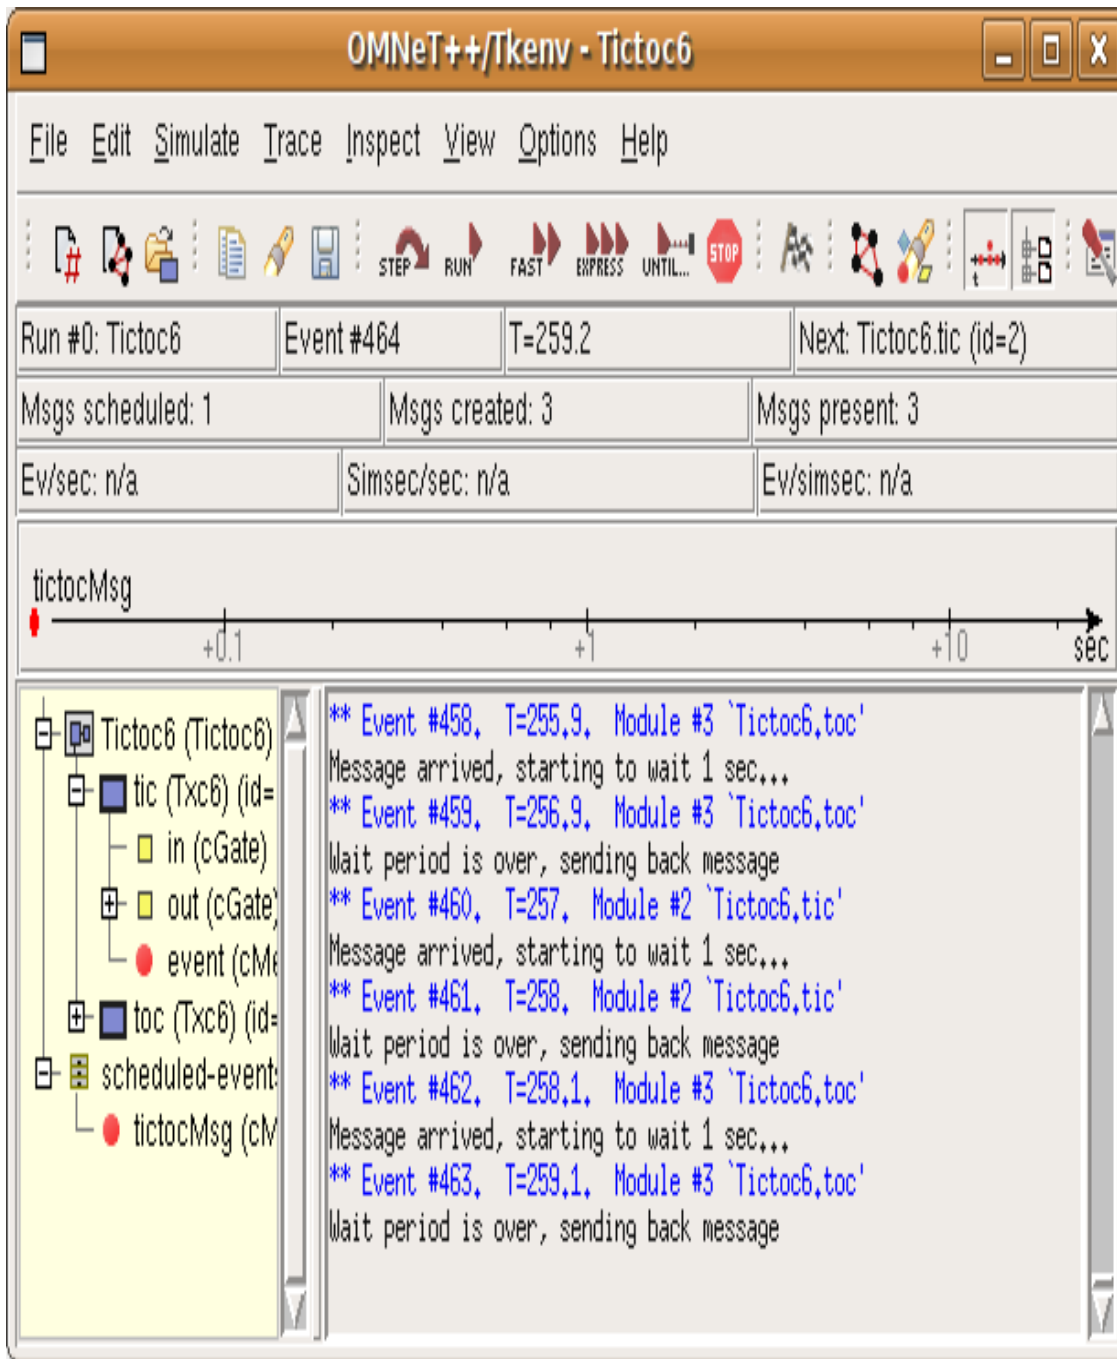 OMNeT++/Tkenv - Tictoc6
File Edit Simulate Trace Inspect View Options Help
STEP RUN FAST EXPRESS UNTIL... STOP
Run #0: Tictoc6 Event #464 T=259.2 Next: Tictoc6.tic (id=2)
Msgs scheduled: 1 Msgs created: 3 Msgs present: 3
Ev/sec: n/a Simsec/sec: n/a Ev/simsec: n/a
tictocMsg
+0.1 +1 +10 sec
Tictoc6 (Tictoc6)
tic (Txc6) (id=
in (cGate)
out (cGate)
event (cMe
toc (Txc6) (id=
scheduled-events
tictocMsg (cM
** Event #458. T=255.9. Module #3 `Tictoc6.toc'
Message arrived, starting to wait 1 sec...
** Event #459. T=256.9. Module #3 `Tictoc6.toc'
Wait period is over, sending back message
** Event #460. T=257. Module #2 `Tictoc6.tic'
Message arrived, starting to wait 1 sec...
** Event #461. T=258. Module #2 `Tictoc6.tic'
Wait period is over, sending back message
** Event #462. T=258.1. Module #3 `Tictoc6.toc'
Message arrived, starting to wait 1 sec...
** Event #463. T=259.1. Module #3 `Tictoc6.toc'
Wait period is over, sending back message